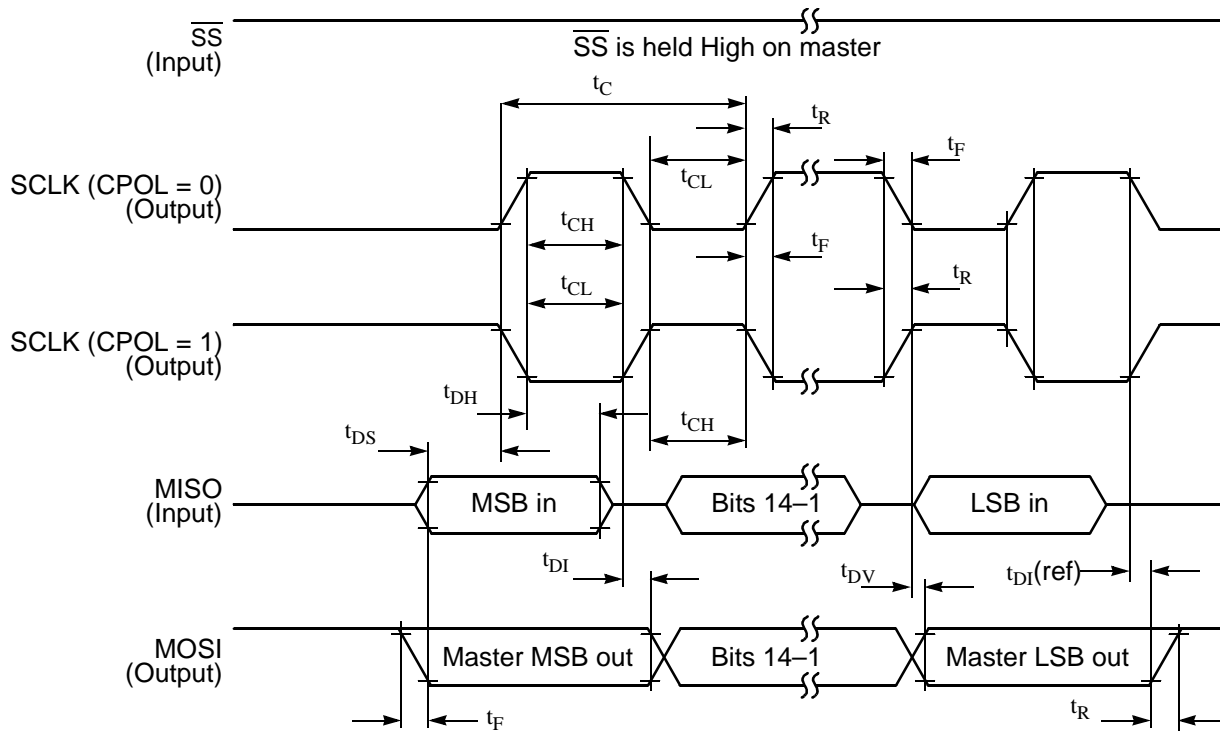 SS
(Input)
SS is held High on master
tC
tR
tF
SCLK (CPOL = 0)
(Output)
tCL
tCH
tF
tCL
tR
SCLK (CPOL = 1)
(Output)
tDH
tCH
tDS
MISO
(Input)
MSB in
Bits 14–1
LSB in
tDI
tDV
tDI(ref)
MOSI
(Output)
Master MSB out
Bits 14–1
Master LSB out
tF
tR